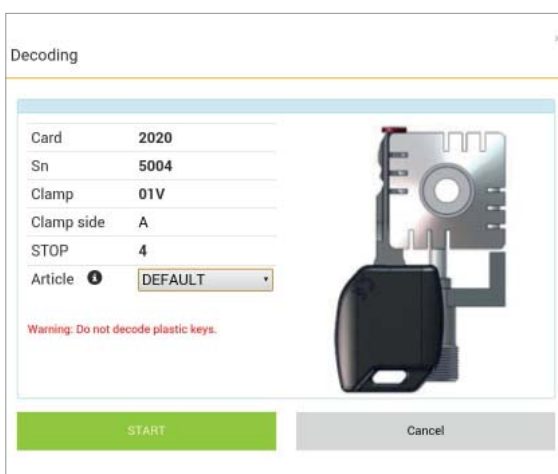 Decoding
Card 2020
Sn 5004
Clamp 01V
Clamp side A
STOP 4
Article DEFAULT
Warning: Do not decode plastic keys.
START Cancel